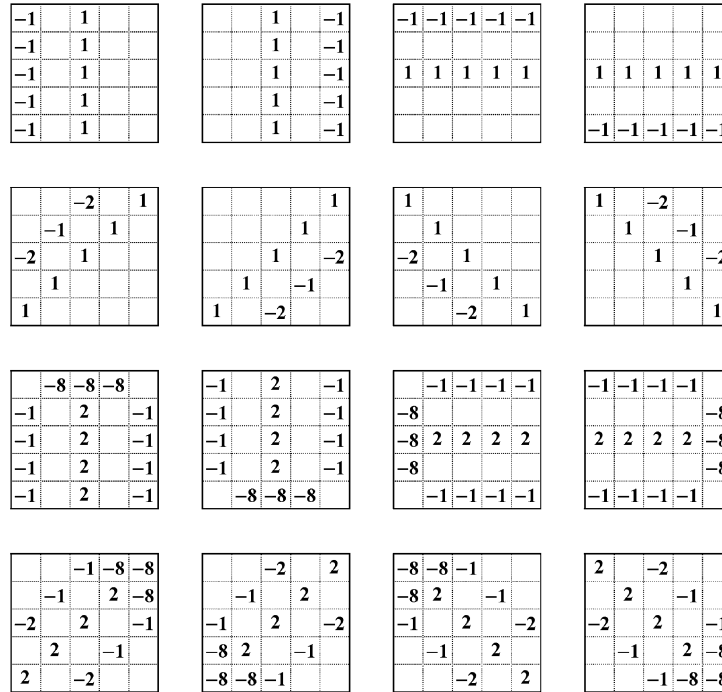 −1 1 1 −1 −1 −1 −1 −1 −1
−1 1 1 −1
−1 1 1 −1 1 1 1 1 1 1 1 1 1 1
−1 1 1 −1
−1 1 1 −1 −1 −1 −1 −1 −1
−2 1 1 1 1 −2
−1 1 1 1 1 −1
−2 1 1 −2 −2 1 1 −2
1 1 −1 −1 1 1
1 1 −2 −2 1 1
−8 −8 −8 −1 2 −1 −1 −1 −1 −1 −1 −1 −1 −1
−1 2 −1 −1 2 −1 −8 −8
−1 2 −1 −1 2 −1 −8 2 2 2 2 2 2 2 2 −8
−1 2 −1 −1 2 −1 −8 −8
−1 2 −1 −8 −8 −8 −1 −1 −1 −1 −1 −1 −1 −1
−1 −8 −8 −2 2 −8 −8 −1 2 −2
−1 2 −8 −1 2 −8 2 −1 2 −1
−2 2 −1 −1 2 −2 −1 2 −2 −2 2 −1
2 −1 −8 2 −1 −1 2 −1 2 −8
2 −2 −8 −8 −1 −2 2 −1 −8 −8